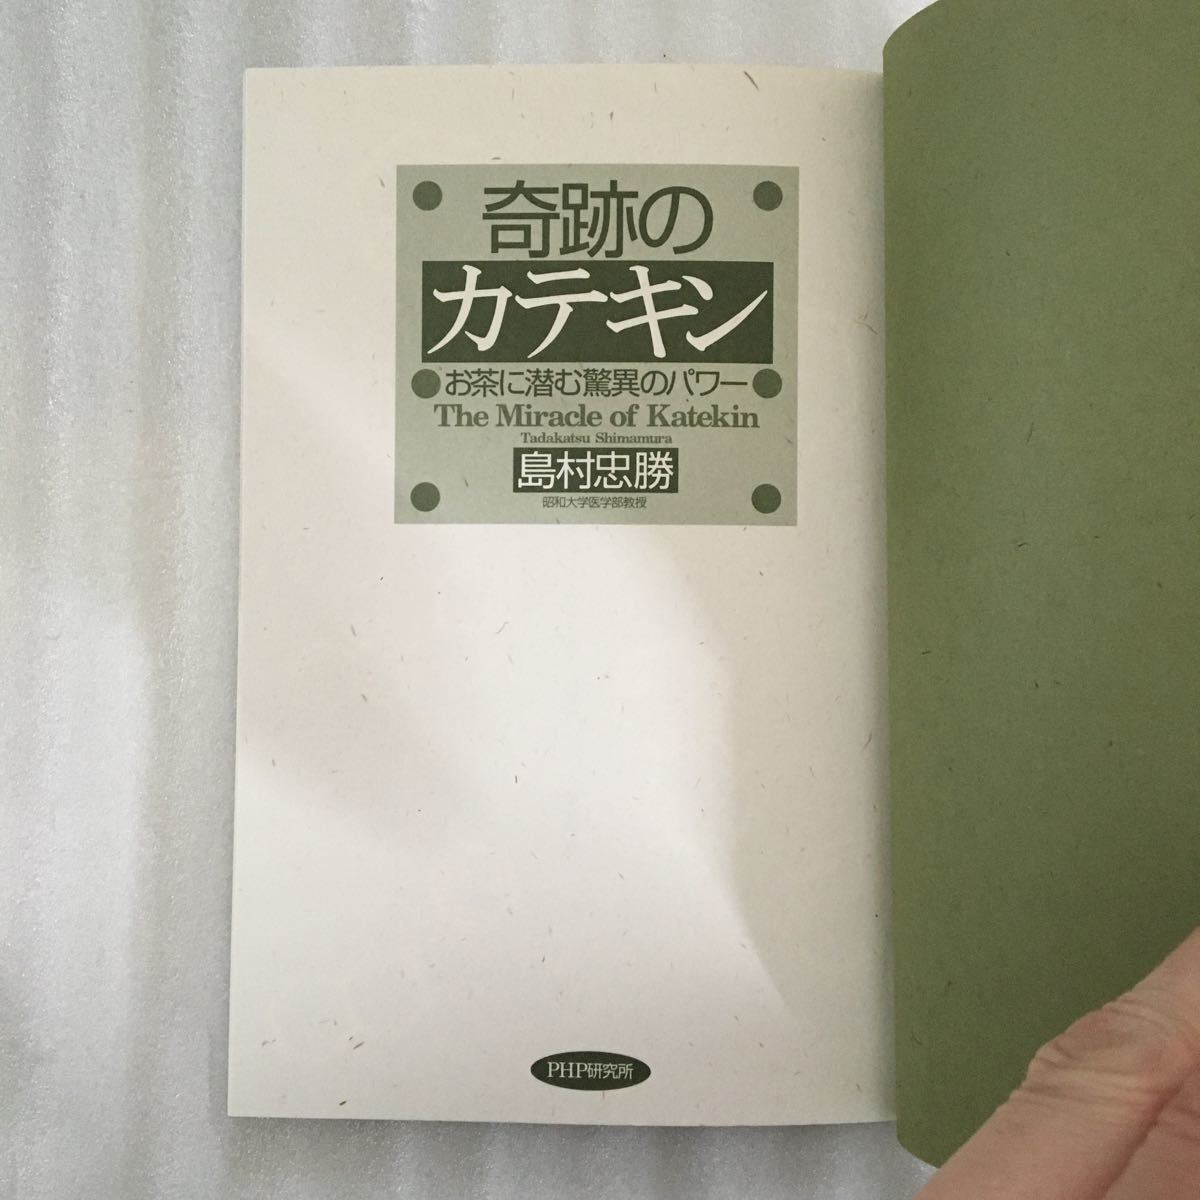 奇跡の
カテキン
お茶に潜む驚異のパワー
The Miracle of Katekin
Tadakatsu Shimamura
島村忠勝
昭和大学医学部教授
PHP研究所